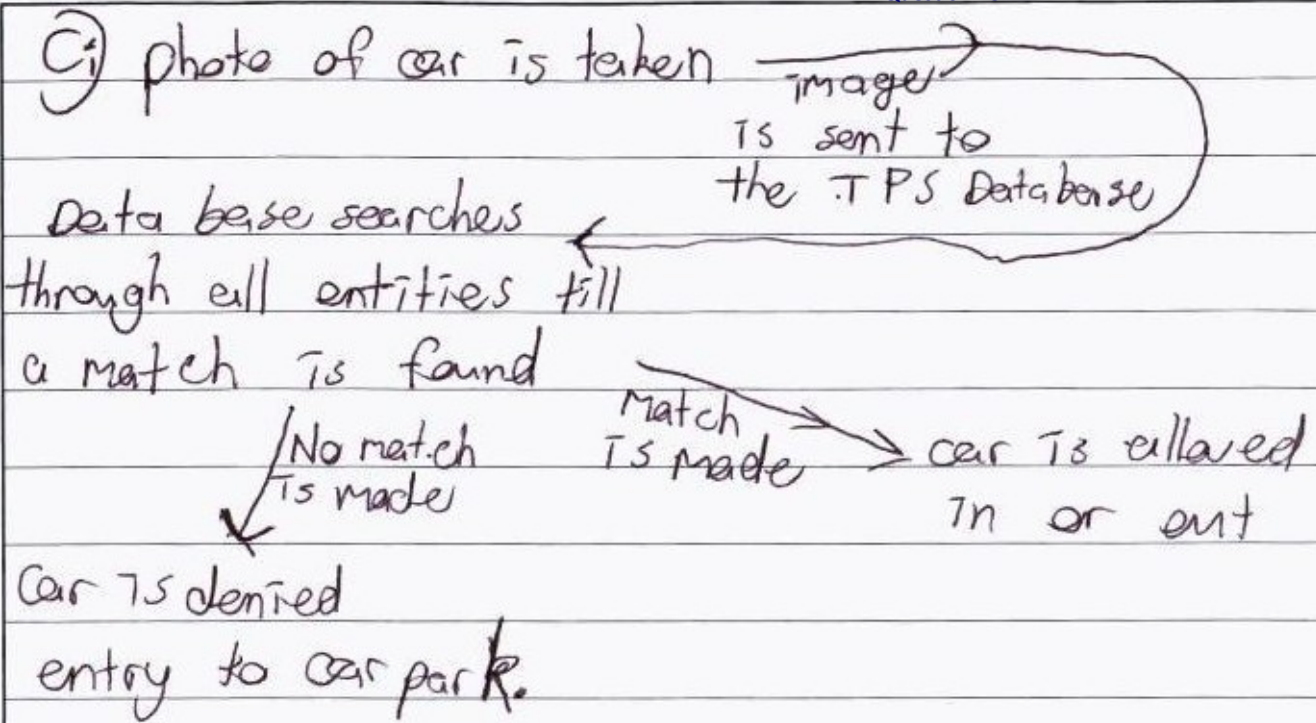 Ci) photo of car is taken
image
is sent to
the TPS Database
Data base searches
through all entities till
a match is found
No match
is made
Match
is made
car is allowed
in or out
Car is denied
entry to car park.